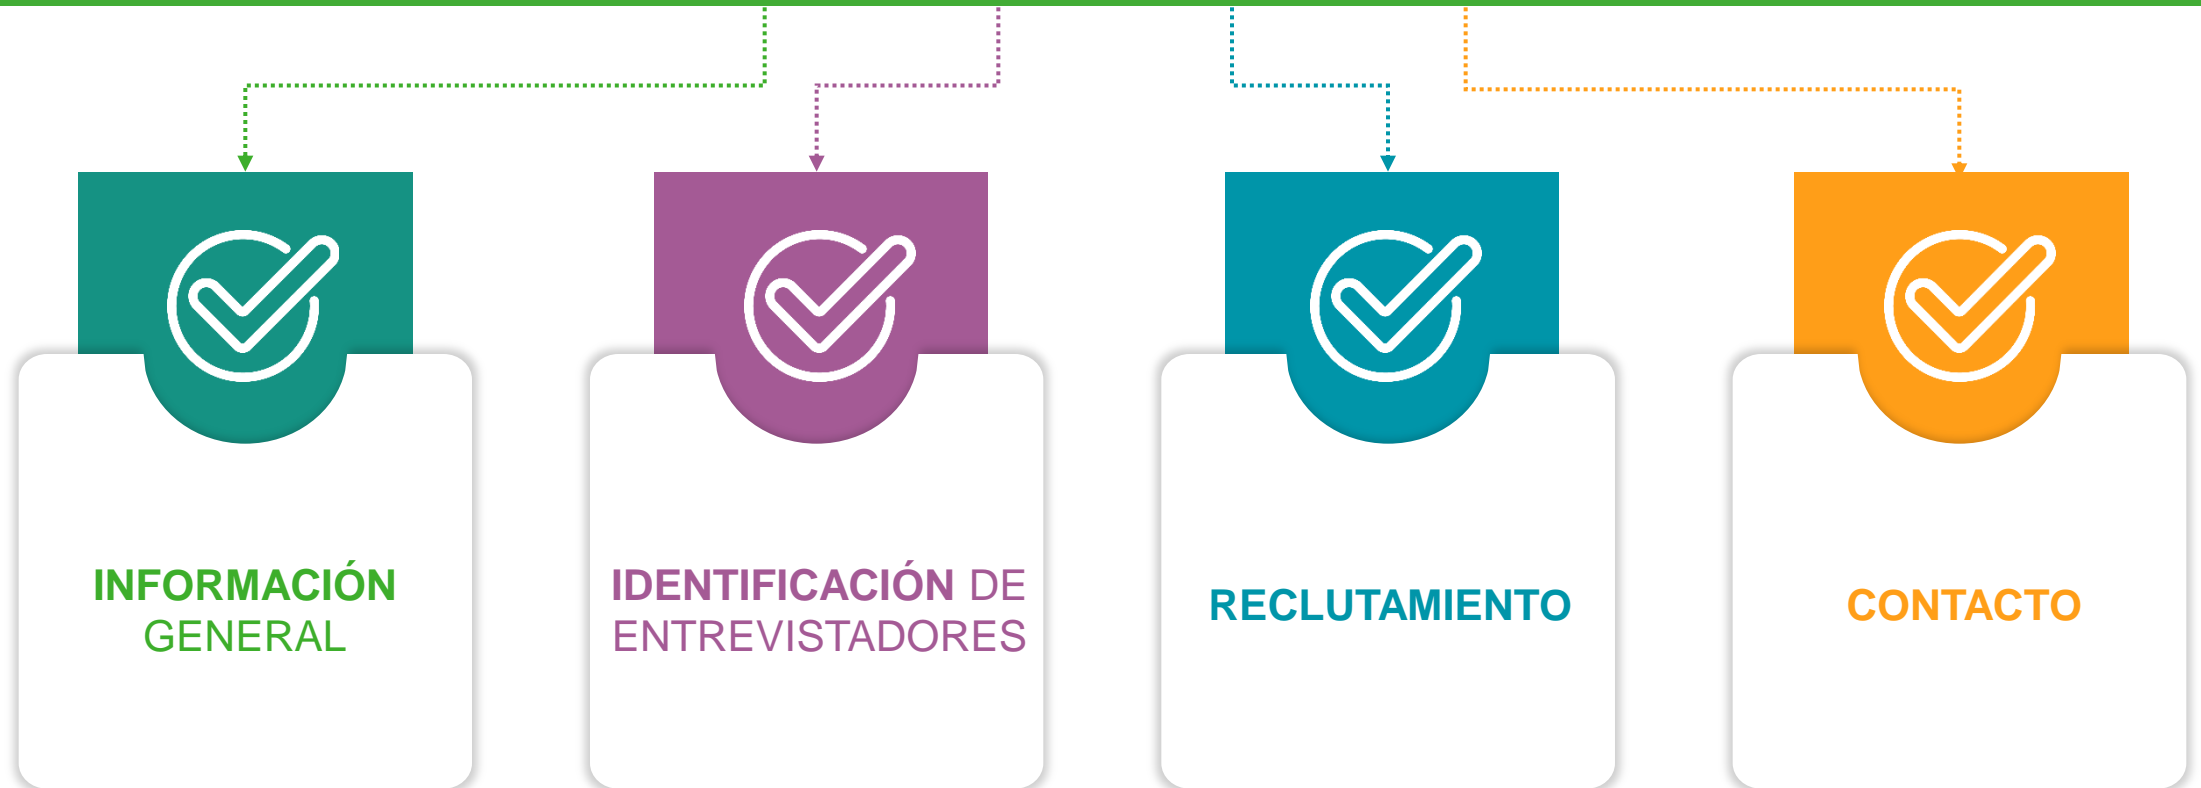 INFORMACIÓN
GENERAL
IDENTIFICACIÓN DE
ENTREVISTADORES
RECLUTAMIENTO
CONTACTO